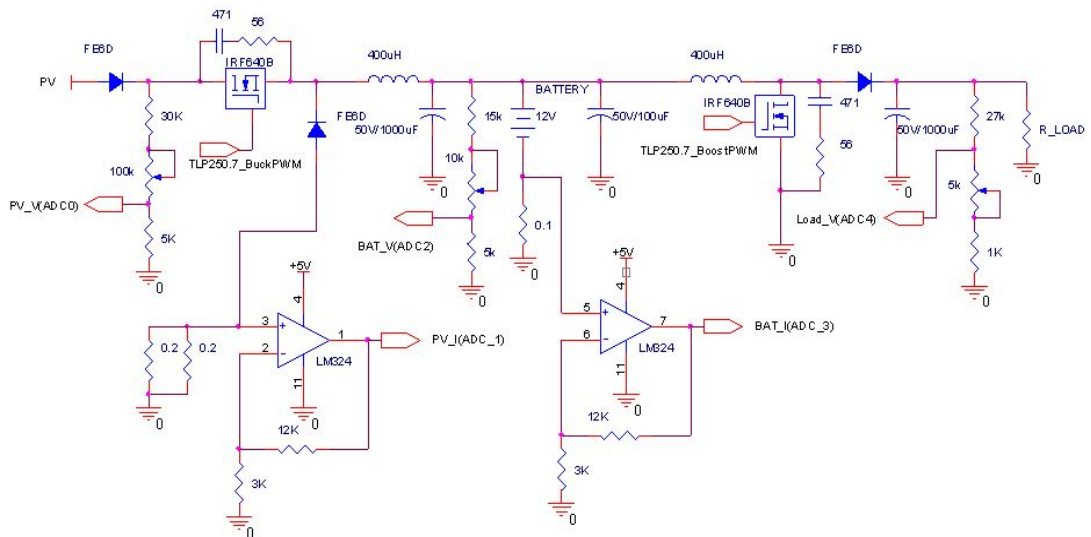 471
56
FE6D
IRF640B
PV
400uH
BATTERY
400uH
FE6D
30K
FE6D
50V/1000uF
15k
12V
50V/100uF
IRF640B
471
50V/1000uF
27k
R_LOAD
TLP250.7_BuckPWM
TLP250.7_BoostPWM
56
100k
10k
0
0
0
5k
PV_V(ADC0)
0.1
Load_V(ADC4)
5K
BAT_V(ADC2)
5k
1K
0
+5V
0
0
+5V
0
0
4
4
3
+
1
PV_I(ADC_1)
5
+
7
BAT_I(ADC_3)
0.2
0.2
2
-
LM324
6
-
LM324
11
11
0
0
0
12K
12K
3K
3K
0
0